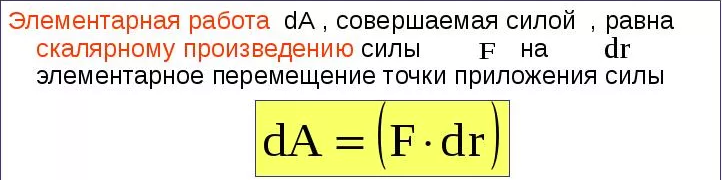 Элементарная работа dA , совершаемая силой , равна
скалярному произведению силы F на dr
элементарное перемещение точки приложения силы
dA = (F · dr)